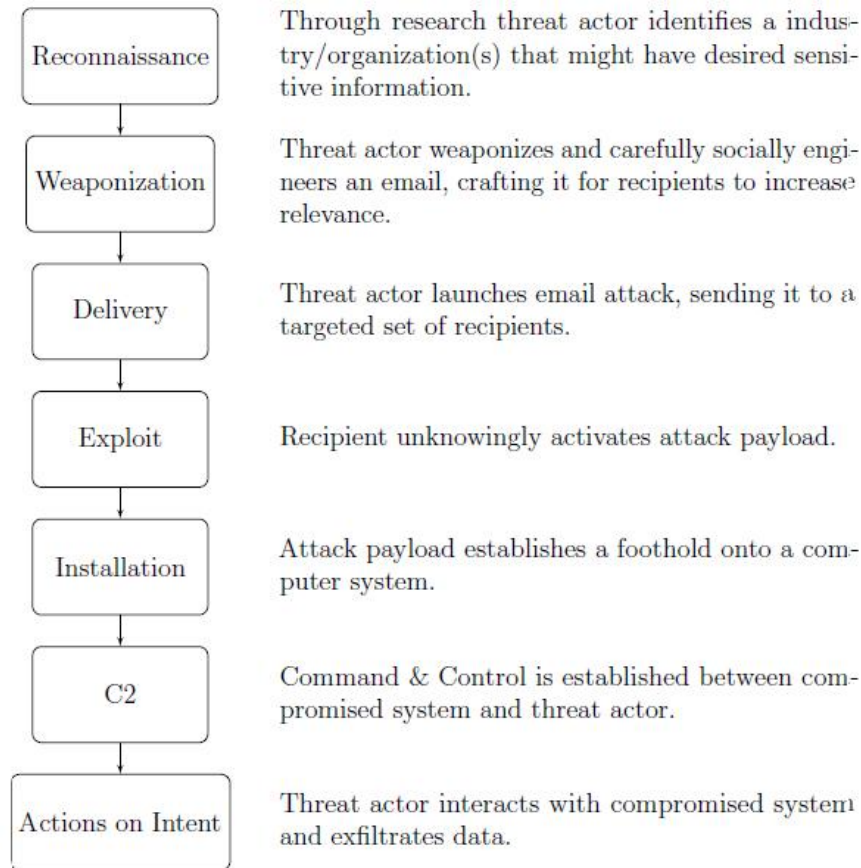 Reconnaissance
Through research threat actor identifies a indus-
try/organization(s) that might have desired sensi-
tive information.
Weaponization
Threat actor weaponizes and carefully socially engi-
neers an email, crafting it for recipients to increase
relevance.
Delivery
Threat actor launches email attack, sending it to a
targeted set of recipients.
Exploit
Recipient unknowingly activates attack payload.
Installation
Attack payload establishes a foothold onto a com-
puter system.
C2
Command & Control is established between com-
promised system and threat actor.
Actions on Intent
Threat actor interacts with compromised system
and exfiltrates data.